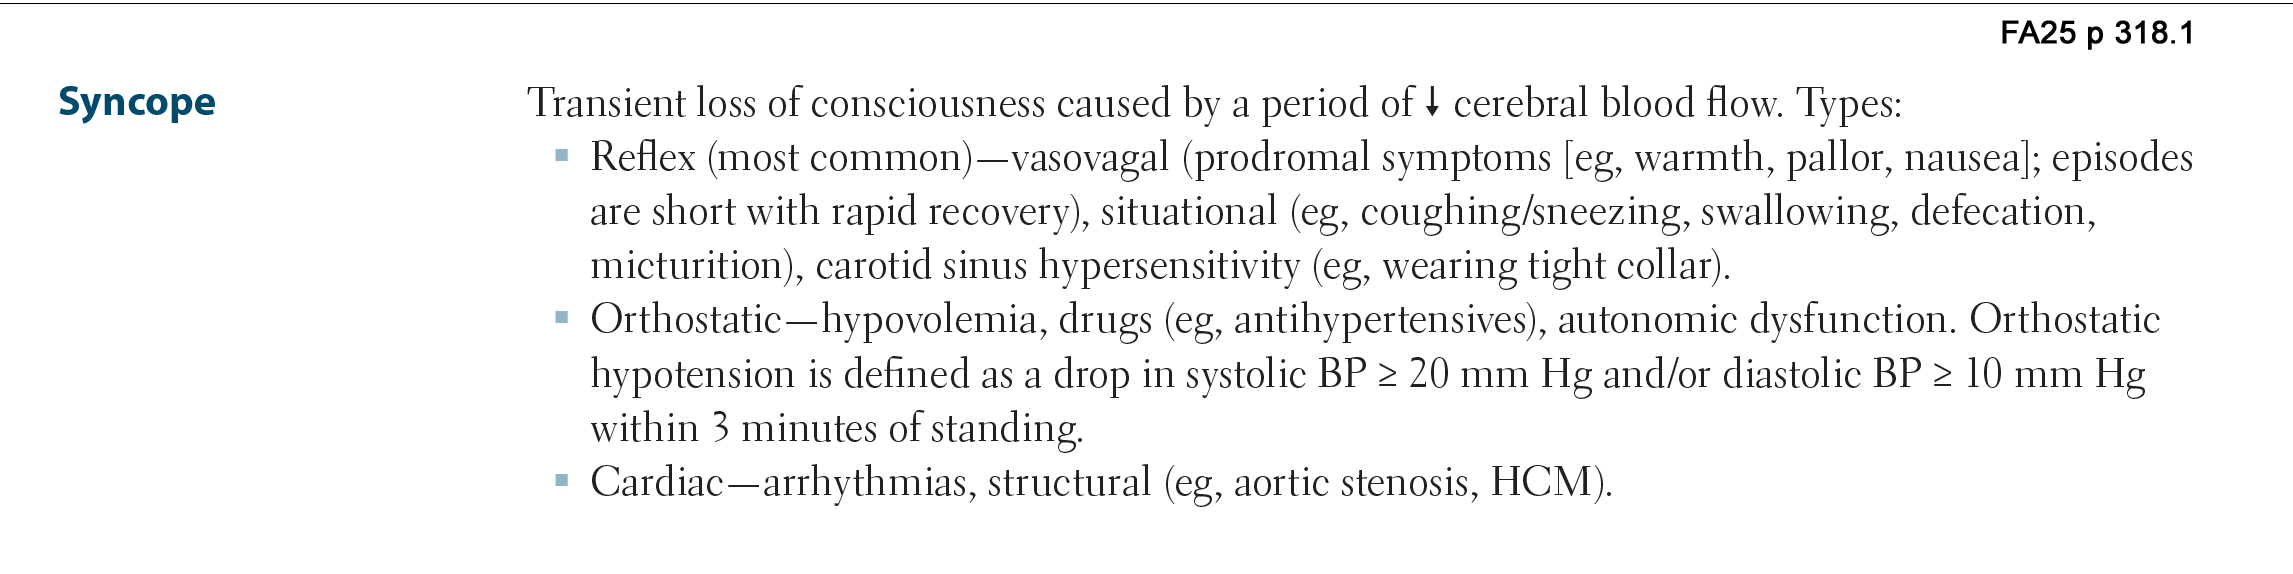 FA25 p 318.1
Syncope
Transient loss of consciousness caused by a period of ↓ cerebral blood flow. Types:
▪ Reflex (most common)—vasovagal (prodromal symptoms [eg, warmth, pallor, nausea]; episodes
are short with rapid recovery), situational (eg, coughing/sneezing, swallowing, defecation,
micturition), carotid sinus hypersensitivity (eg, wearing tight collar).
▪ Orthostatic—hypovolemia, drugs (eg, antihypertensives), autonomic dysfunction. Orthostatic
hypotension is defined as a drop in systolic BP ≥ 20 mm Hg and/or diastolic BP ≥ 10 mm Hg
within 3 minutes of standing.
▪ Cardiac—arrhythmias, structural (eg, aortic stenosis, HCM).